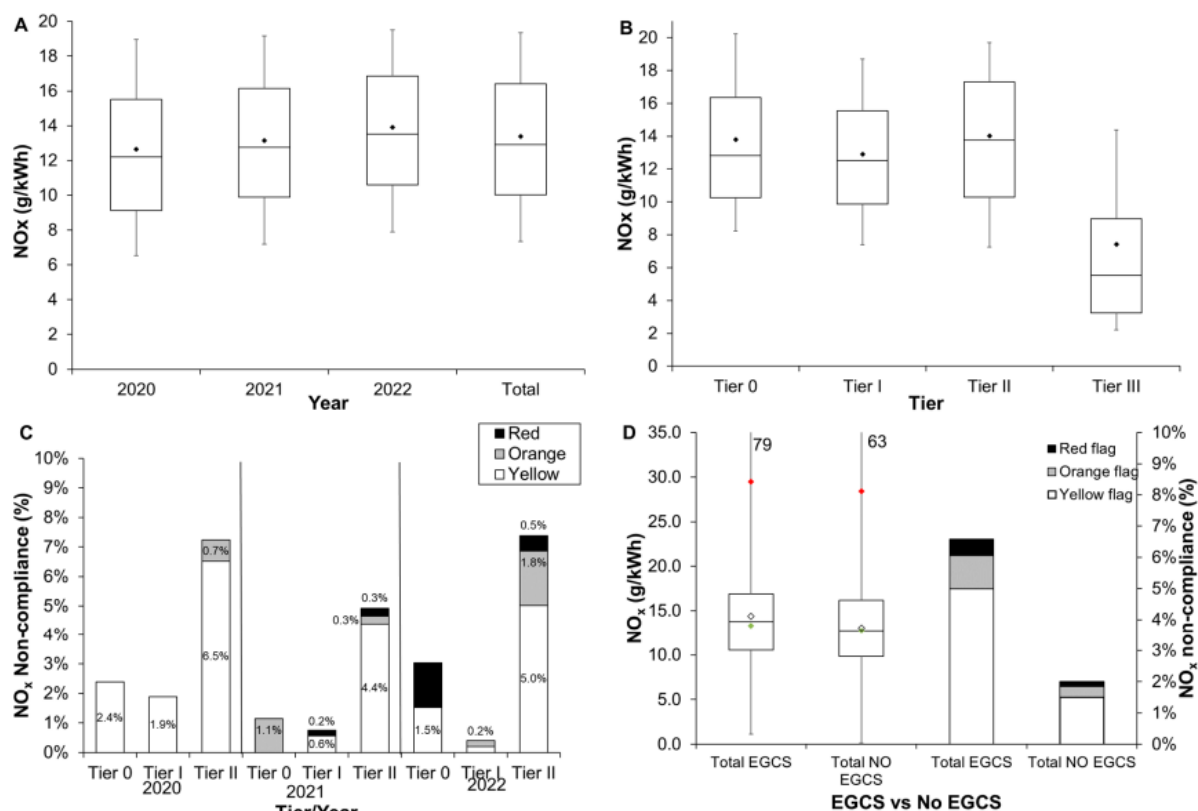 A
20
18
16
14
12
10
8
6
4
2
0
NOx (g/kWh)
2020 2021 2022 Total
Year
B
20
18
16
14
12
10
8
6
4
2
0
NOx (g/kWh)
Tier 0 Tier I Tier II Tier III
Tier
C
Red
Orange
Yellow
10%
9%
8%
7%
6%
5%
4%
3%
2%
1%
0%
NOx Non-compliance (%)
2.4%
1.9%
0.7%
6.5%
1.1%
0.2%
0.6%
0.3%
0.3%
4.4%
1.5%
0.2%
0.5%
1.8%
5.0%
Tier 0 Tier I Tier II Tier 0 Tier I Tier II Tier 0 Tier I Tier II
2020 2021 2022
Tier/Year
D
35.0
30.0
25.0
20.0
15.0
10.0
5.0
0.0
NOx (g/kWh)
79
63
Red flag
Orange flag
Yellow flag
10%
9%
8%
7%
6%
5%
4%
3%
2%
1%
0%
NOx non-compliance (%)
Total EGCS Total NO EGCS Total EGCS Total NO EGCS
EGCS vs No EGCS